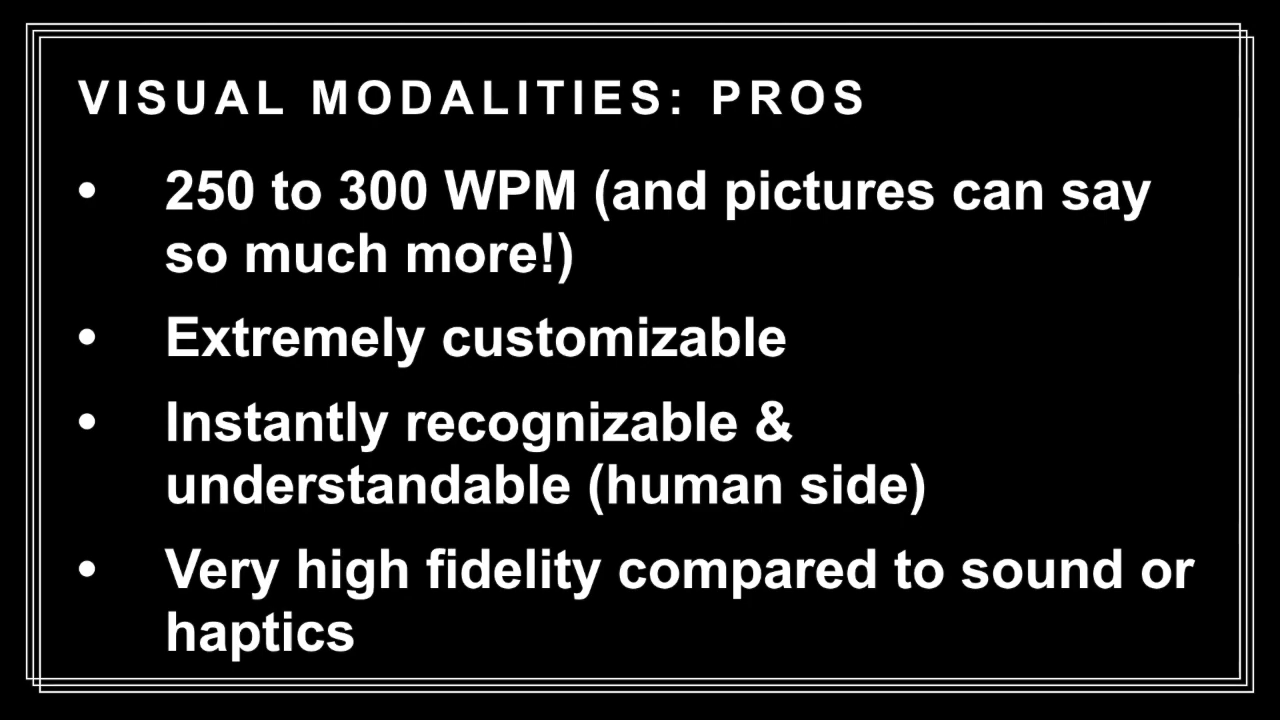 VISUAL MODALITIES: PROS
• 250 to 300 WPM (and pictures can say
so much more!)
• Extremely customizable
• Instantly recognizable &
understandable (human side)
• Very high fidelity compared to sound or
haptics